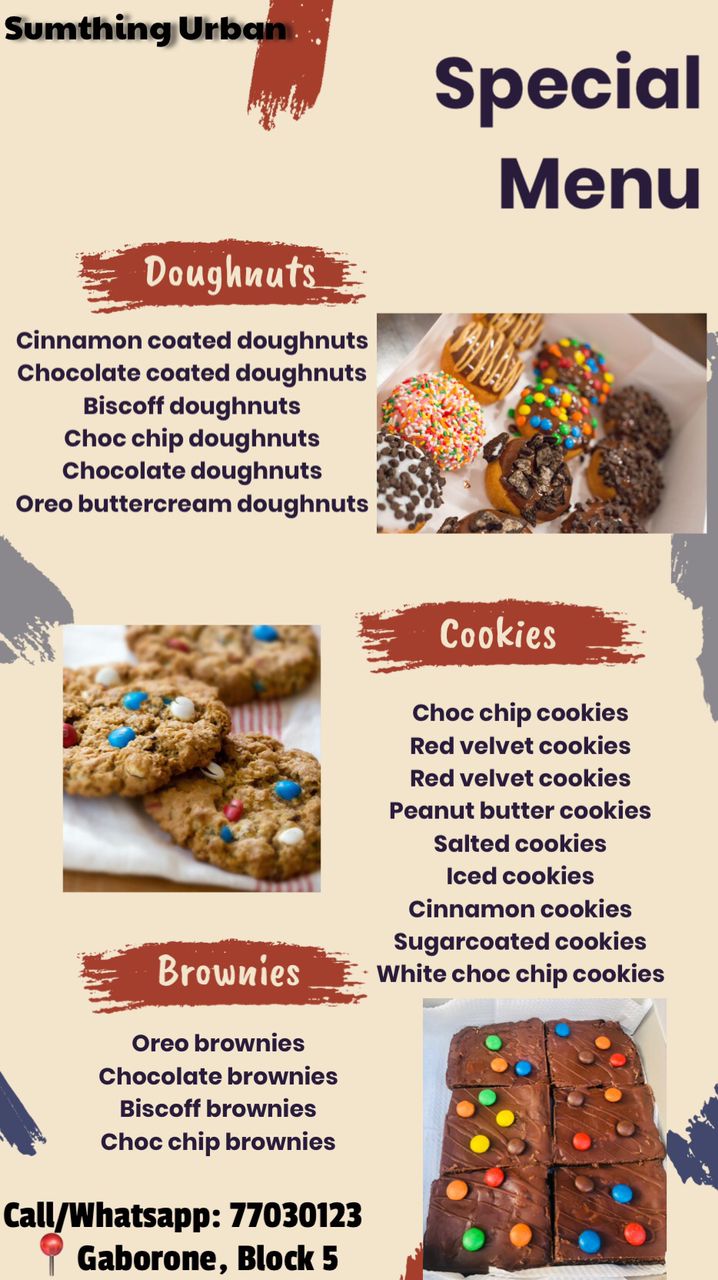 Sumthing Urban
Special
Menu
Doughnuts
Cinnamon coated doughnuts
Chocolate coated doughnuts
Biscoff doughnuts
Choc chip doughnuts
Chocolate doughnuts
Oreo buttercream doughnuts
Cookies
Choc chip cookies
Red velvet cookies
Red velvet cookies
Peanut butter cookies
Salted cookies
Iced cookies
Cinnamon cookies
Sugarcoated cookies
White choc chip cookies
Brownies
Oreo brownies
Chocolate brownies
Biscoff brownies
Choc chip brownies
Call/Whatsapp: 77030123
📍 Gaborone, Block 5